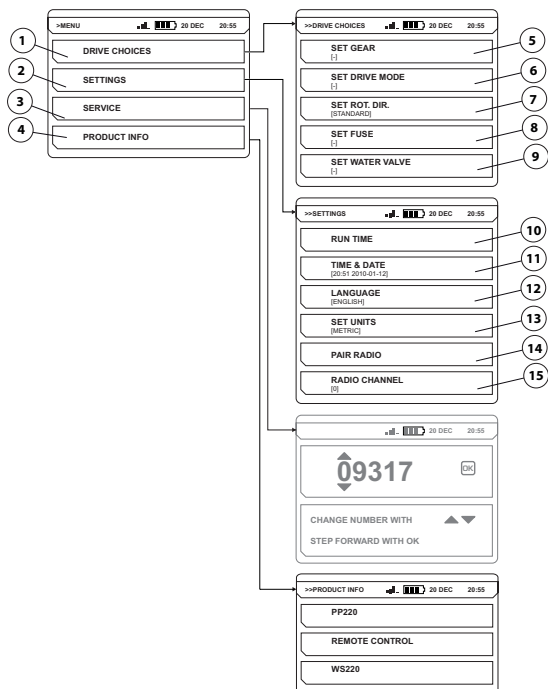 >MENU 20 DEC 20:55
1
DRIVE CHOICES
2
SETTINGS
3
SERVICE
4
PRODUCT INFO
>>DRIVE CHOICES 20 DEC 20:55
SET GEAR
[-]
5
SET DRIVE MODE
[-]
6
SET ROT. DIR.
[STANDARD]
7
SET FUSE
[-]
8
SET WATER VALVE
[-]
9
>>SETTINGS 20 DEC 20:55
RUN TIME
10
TIME & DATE
[20:51 2010-01-12]
11
LANGUAGE
[ENGLISH]
12
SET UNITS
[METRIC]
13
PAIR RADIO
14
RADIO CHANNEL
[0]
15
20 DEC 20:55
09317 OK
CHANGE NUMBER WITH
STEP FORWARD WITH OK
>>PRODUCT INFO 20 DEC 20:55
PP220
REMOTE CONTROL
WS220